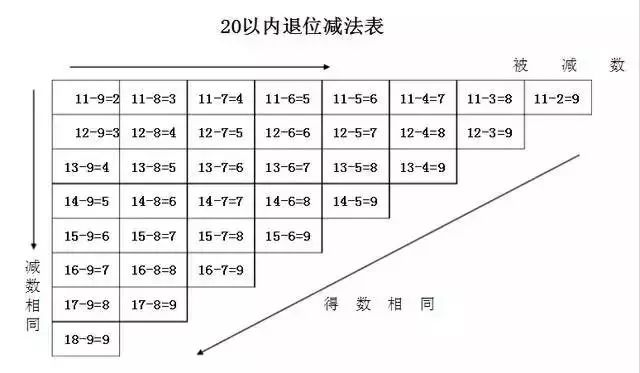 20以内退位减法表
被减数
11-9=2 11-8=3 11-7=4 11-6=5 11-5=6 11-4=7 11-3=8 11-2=9
12-9=3 12-8=4 12-7=5 12-6=6 12-5=7 12-4=8 12-3=9
13-9=4 13-8=5 13-7=6 13-6=7 13-5=8 13-4=9
14-9=5 14-8=6 14-7=7 14-6=8 14-5=9
15-9=6 15-8=7 15-7=8 15-6=9
16-9=7 16-8=8 16-7=9
17-9=8 17-8=9
18-9=9
减数相同
得数相同